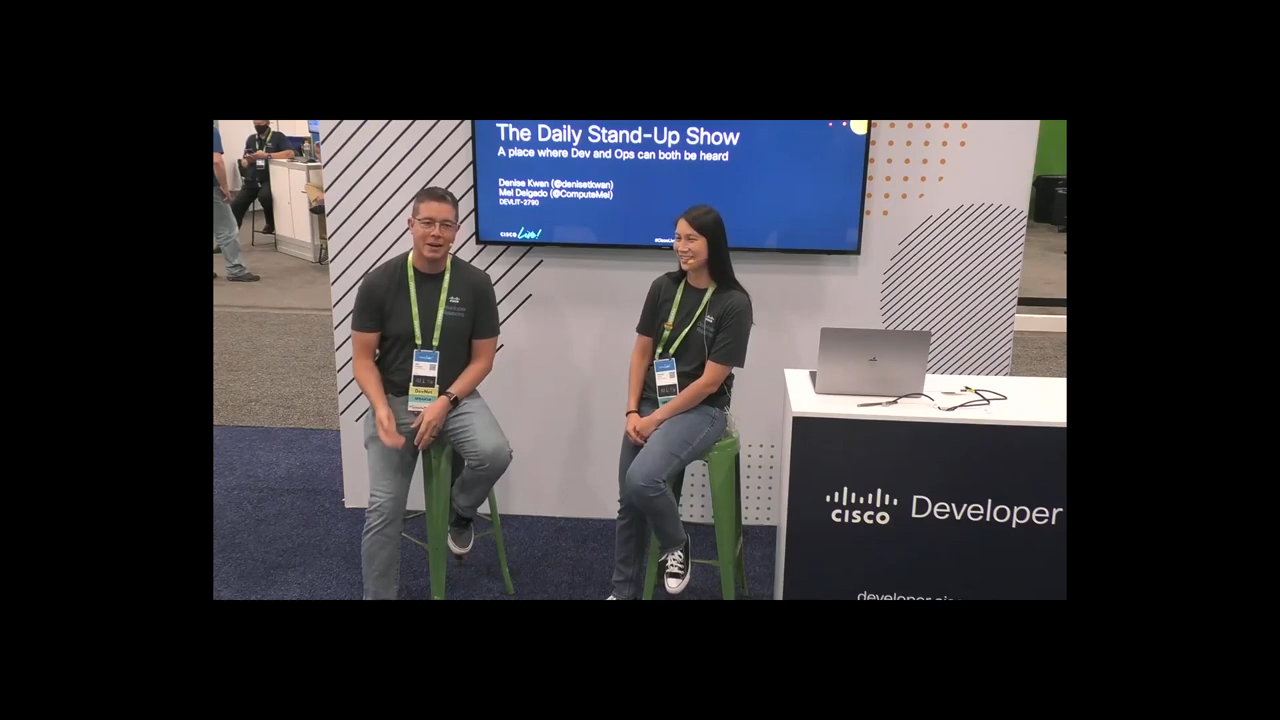 The Daily Stand-Up Show
A place where Dev and Ops can both be heard
Denise Kwan (@denisetkwan)
Mel Delgado (@ComputeMel)
DEVLIT-2790
CISCO Live!
DevNet
CISCO Developer